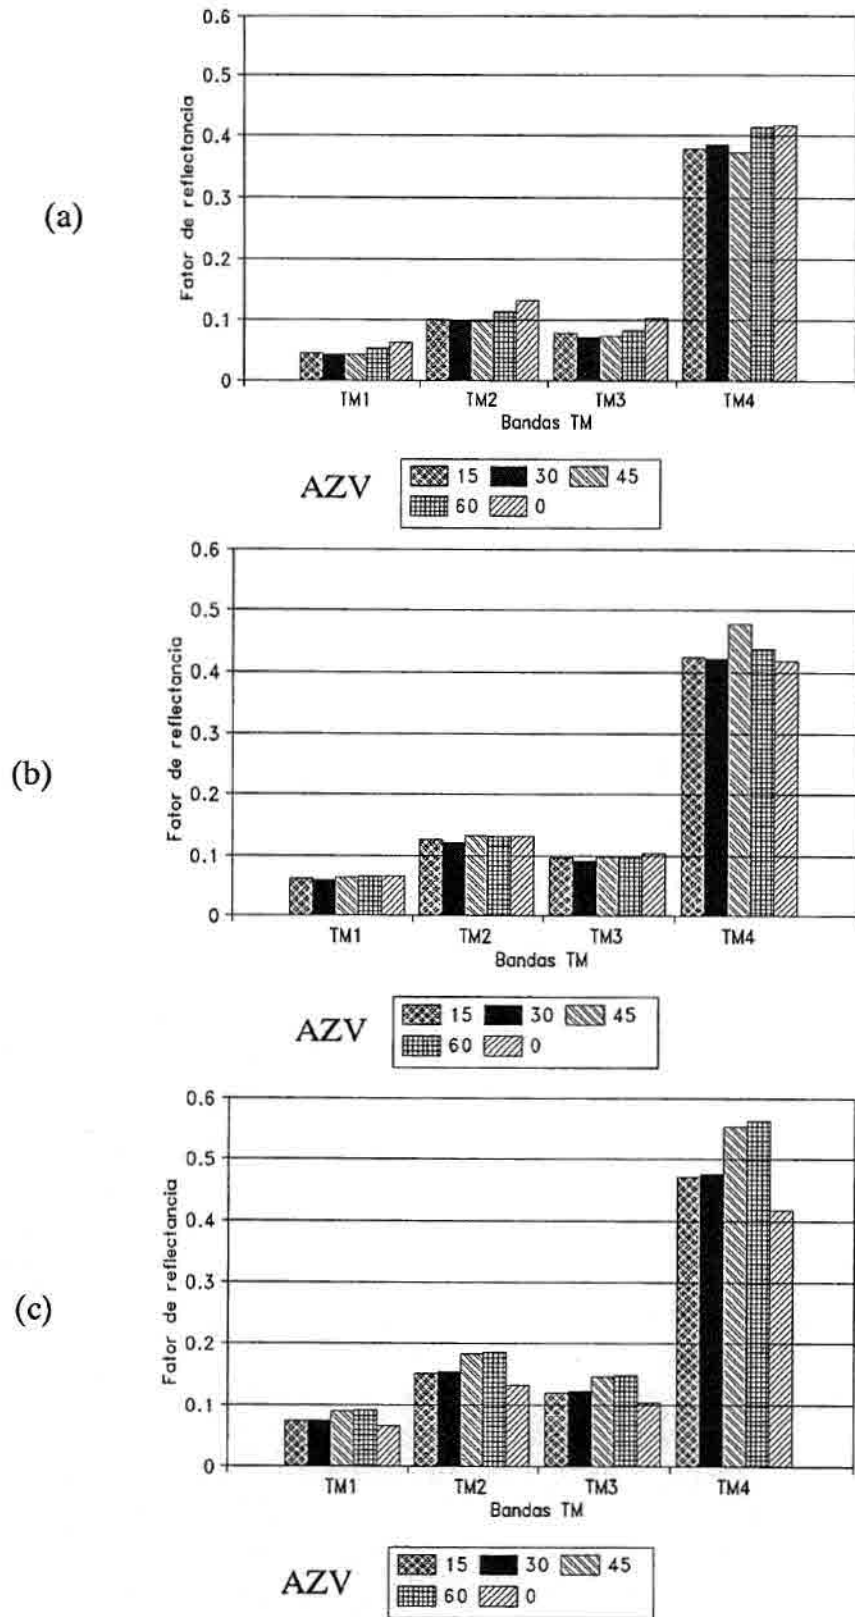 (a)
Fator de reflectancia
0.6
0.5
0.4
0.3
0.2
0.1
0
TM1 TM2 TM3 TM4
Bandas TM
AZV
15 30 45
60 0
(b)
Fator de reflectancia
0.6
0.5
0.4
0.3
0.2
0.1
0
TM1 TM2 TM3 TM4
Bandas TM
AZV
15 30 45
60 0
(c)
Fator de reflectancia
0.6
0.5
0.4
0.3
0.2
0.1
0
TM1 TM2 TM3 TM4
Bandas TM
AZV
15 30 45
60 0